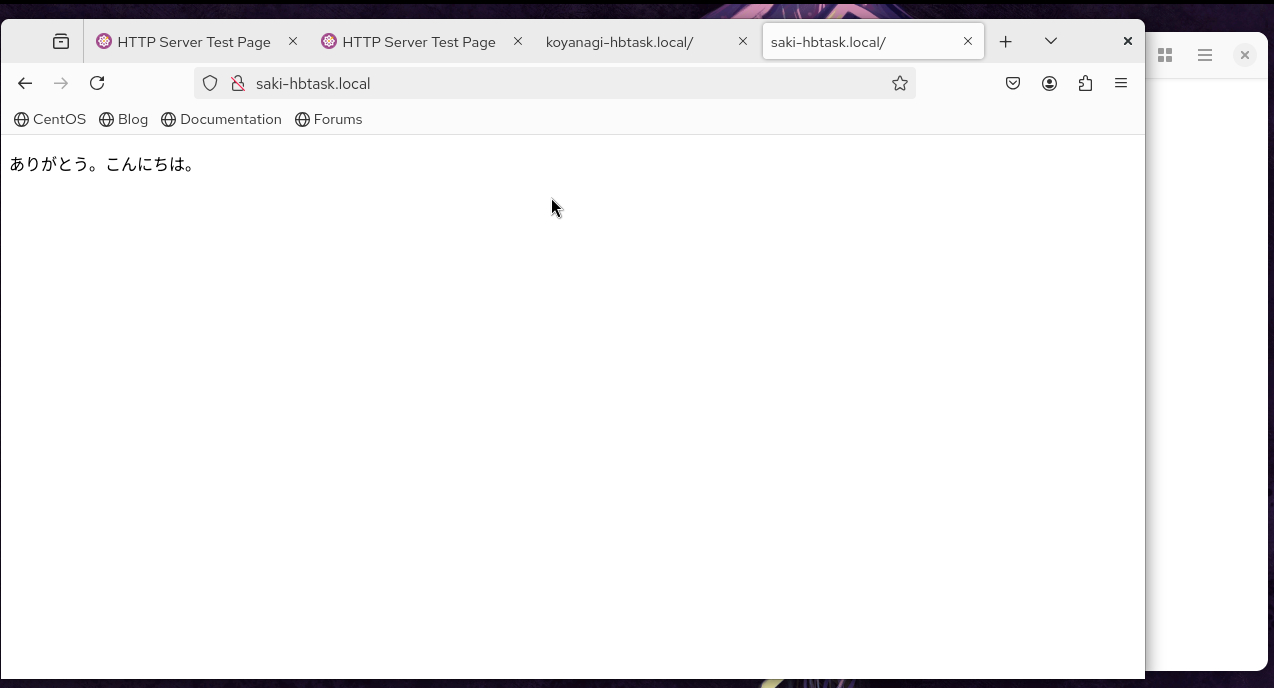 HTTP Server Test Page
HTTP Server Test Page
koyanagi-hbtask.local/
saki-hbtask.local/
saki-hbtask.local
CentOS
Blog
Documentation
Forums
ありがとう。こんにちは。